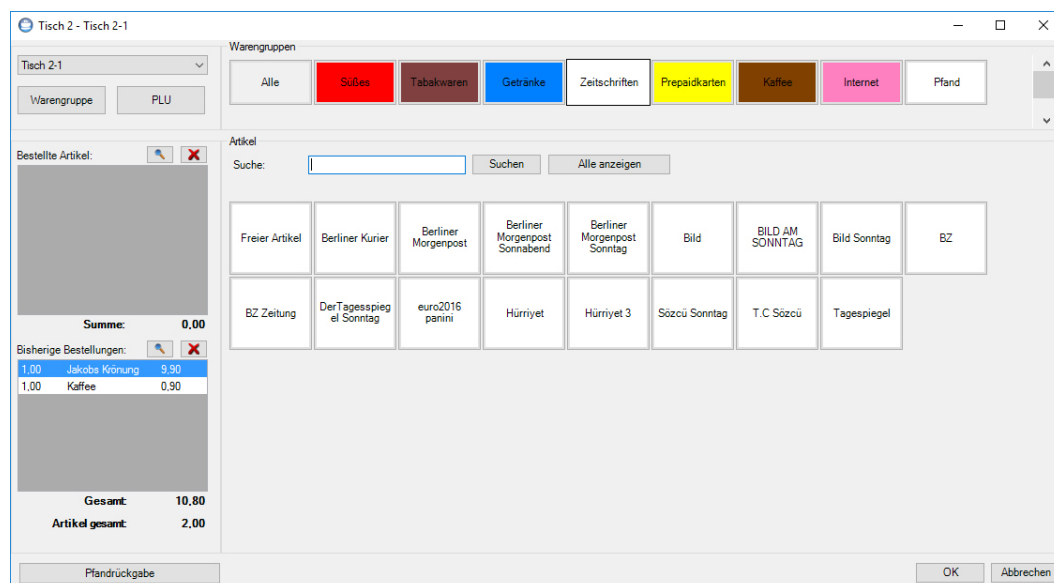 Tisch 2 - Tisch 2-1
Warengruppen
Tisch 2-1
Warengruppe PLU
Alle Süßes Tabakwaren Getränke Zeitschriften Prepaidkarten Kaffee Internet Pfand
Artikel
Bestellte Artikel:
Suche: Suchen Alle anzeigen
Freier Artikel
Berliner Kurier
Berliner
Morgenpost
Berliner
Morgenpost
Sonnabend
Berliner
Morgenpost
Sonntag
Bild
BILD AM
SONNTAG
Bild Sonntag
BZ
BZ Zeitung
DerTagesspieg
el Sonntag
euro2016
panini
Hürriyet
Hürriyet 3
Sözcü Sonntag
T.C Sözcü
Tagespiegel
Summe: 0,00
Bisherige Bestellungen:
1,00 Jakobs Krönung 9,90
1,00 Kaffee 0,90
Gesamt: 10,80
Artikel gesamt: 2,00
Pfandrückgabe
OK Abbrechen